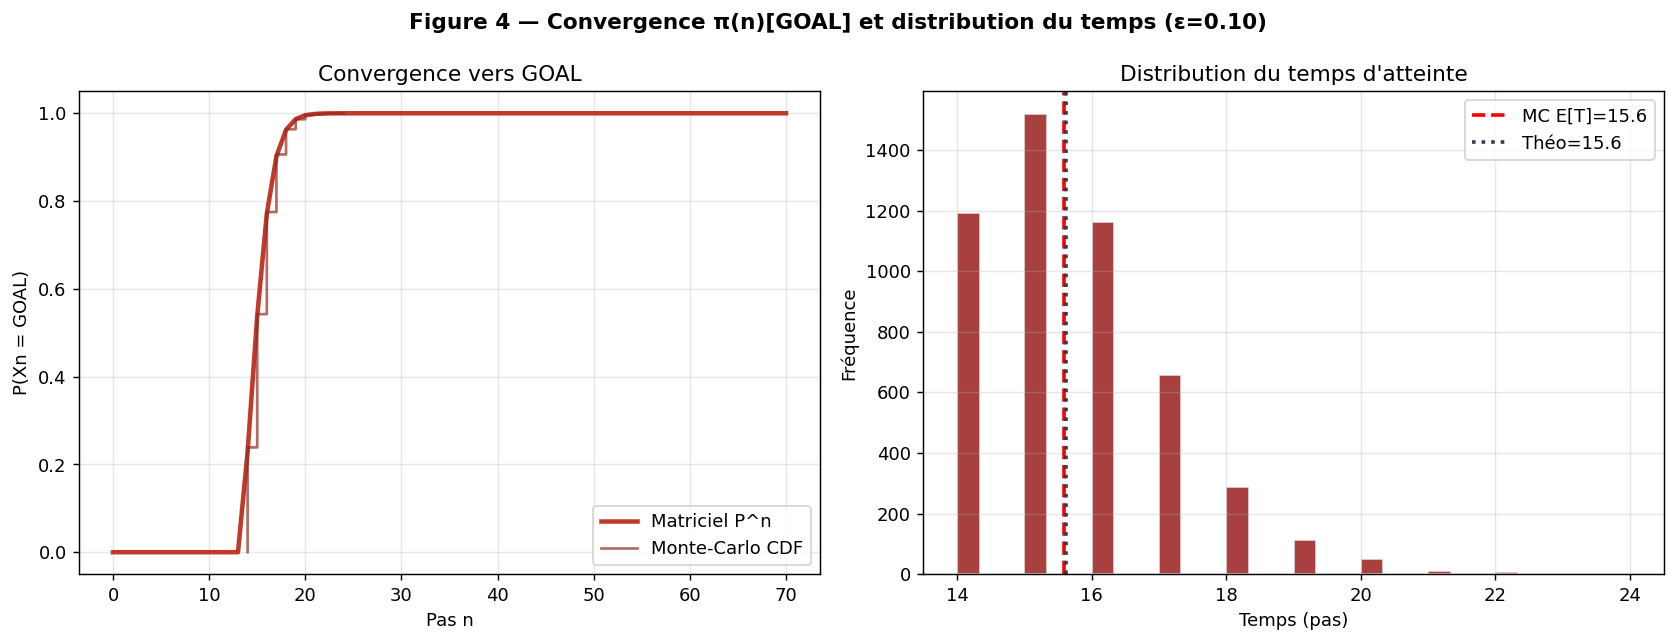 Figure 4 — Convergence π(n)[GOAL] et distribution du temps (ε=0.10)
Convergence vers GOAL
P(Xn = GOAL)
1.0
0.8
0.6
0.4
0.2
0.0
0 10 20 30 40 50 60 70
Pas n
Matriciel P^n
Monte-Carlo CDF
Distribution du temps d'atteinte
Fréquence
1400
1200
1000
800
600
400
200
0
14 16 18 20 22 24
Temps (pas)
MC E[T]=15.6
Théo=15.6